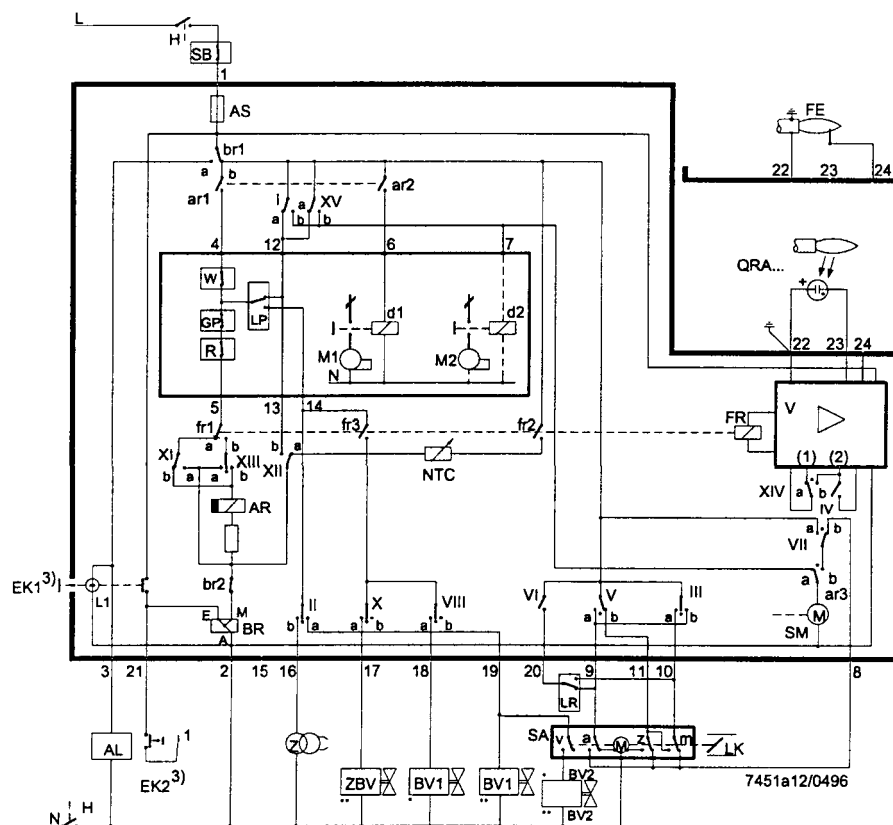 L
H
SB
1
AS
FE
br1
22 23 24
a b
ar1
i
a b
a XV
b
ar2
4 12 6 7
QRA...
+
W
LP
GP
R
d1
d2
M1
N
M2
22 23 24
5 13 14
fr1
a
fr3
fr2
FR
V
XI
b a
a XIII
b
b a
XII
NTC
(1) (2)
XIV
a b
IV
AR
a b
VII
EK1 3)
L1
br2
a b
ar3
E M
BR
A
II
b a
X
b a
VIII
b a
VI
V
a b
III
a b
M
SM
3 21 2 15 16 17 18 19 20 9 11 10 8
LR
AL
1
EK2 3)
Z
SA
v a M z m
LK
ZBV
BV1
BV1
BV2
BV2
7451a12/0496
N H